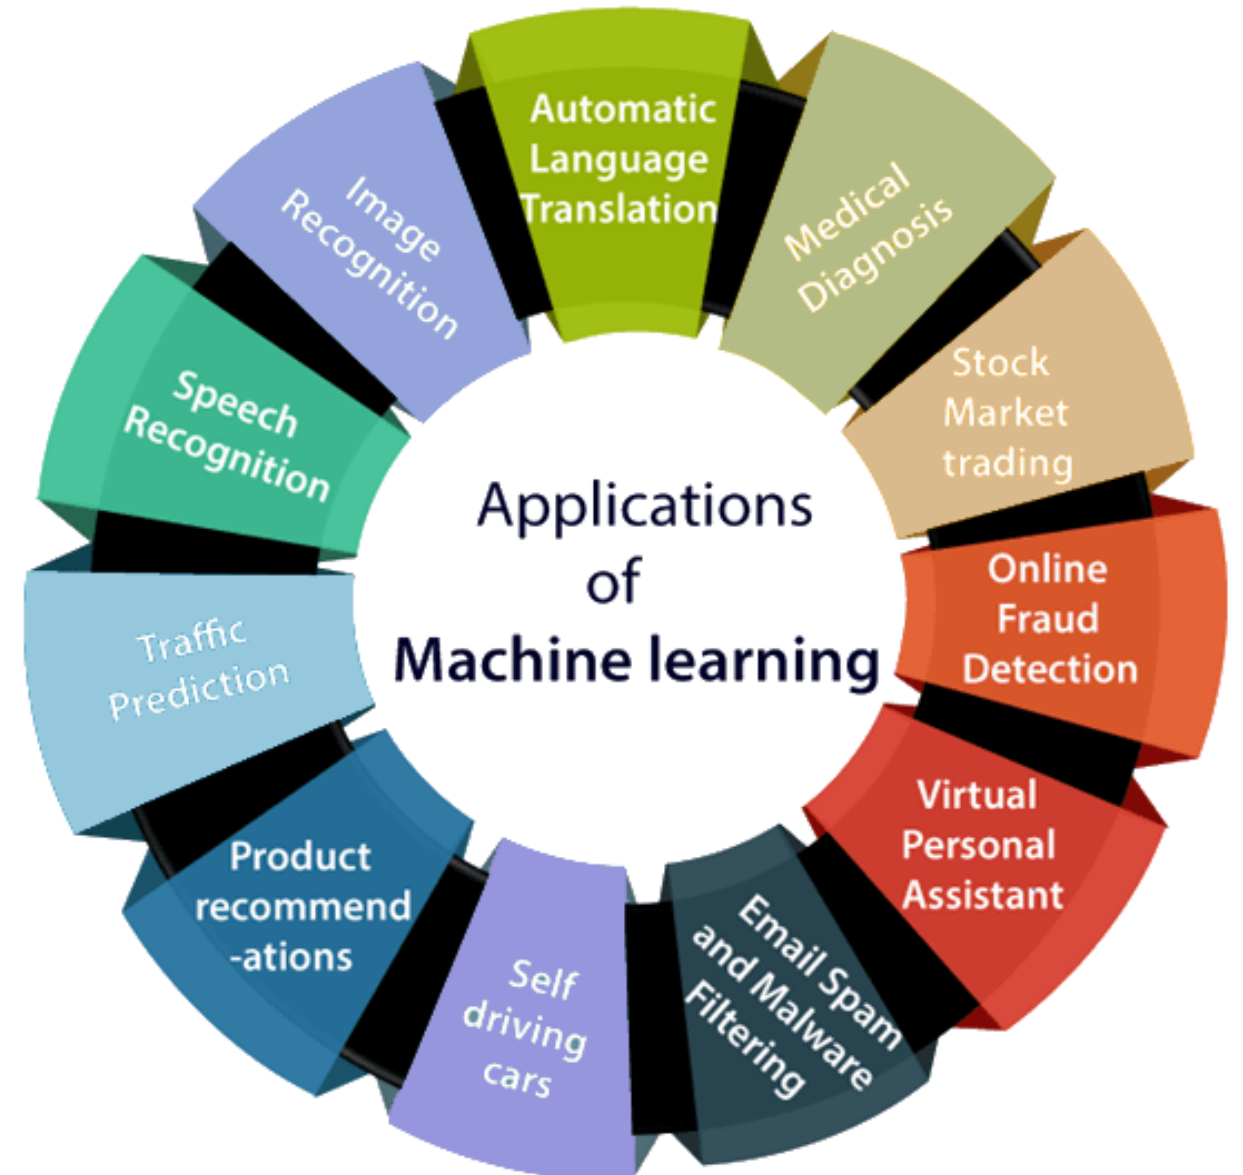 Applications
of
Machine learning
Automatic
Language
Translation
Medical
Diagnosis
Stock
Market
trading
Online
Fraud
Detection
Virtual
Personal
Assistant
Email Spam
and Malware
Filtering
Self
driving
cars
Product
recommend
-ations
Traffic
Prediction
Speech
Recognition
Image
Recognition